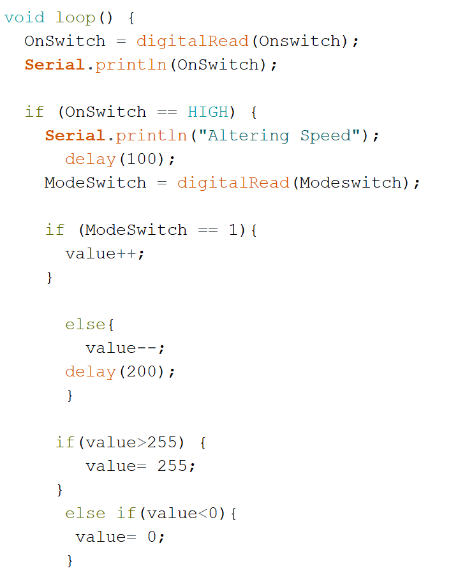 void loop() {
OnSwitch = digitalRead(Onswitch);
Serial.println(OnSwitch);
if (OnSwitch == HIGH) {
Serial.println("Altering Speed");
delay(100);
ModeSwitch = digitalRead(Modeswitch);
if (ModeSwitch == 1){
value++;
}
else{
value--;
delay(200);
}
if(value>255) {
value= 255;
}
else if(value<0){
value= 0;
}